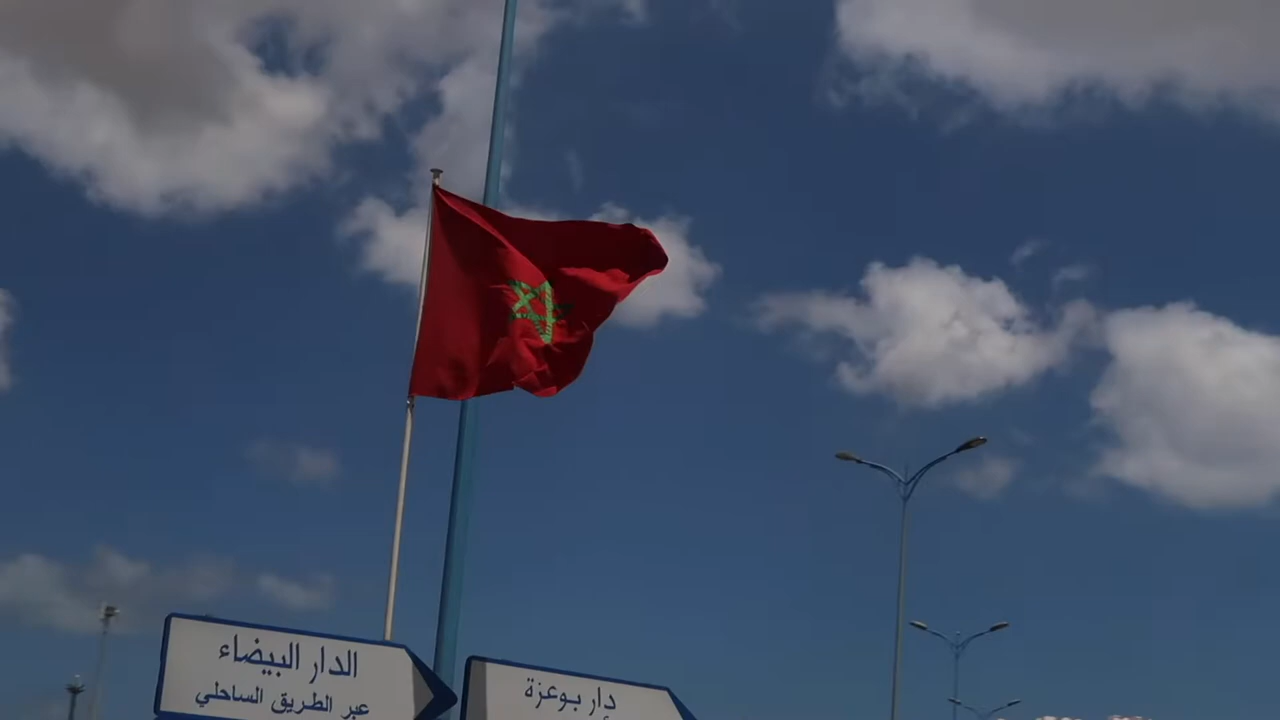 الدار البيضاء
عبر الطريق الساحلي
دار بوعزة